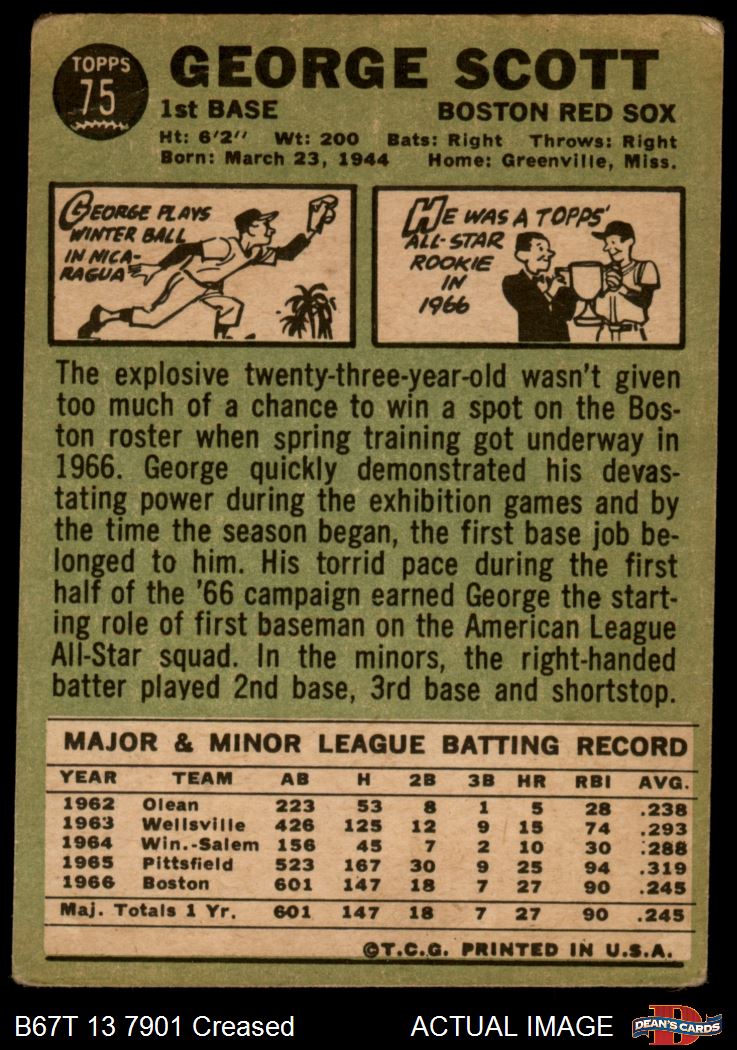 TOPPS
75
GEORGE SCOTT
1st BASE BOSTON RED SOX
Ht: 6'2" Wt: 200 Bats: Right Throws: Right
Born: March 23, 1944 Home: Greenville, Miss.
GEORGE PLAYS
WINTER BALL
IN NICA-
RAGUA
HE WAS A TOPPS'
ALL-STAR
ROOKIE
IN
1966
The explosive twenty-three-year-old wasn't given
too much of a chance to win a spot on the Bos-
ton roster when spring training got underway in
1966. George quickly demonstrated his devas-
tating power during the exhibition games and by
the time the season began, the first base job be-
longed to him. His torrid pace during the first
half of the '66 campaign earned George the start-
ing role of first baseman on the American League
All-Star squad. In the minors, the right-handed
batter played 2nd base, 3rd base and shortstop.
MAJOR & MINOR LEAGUE BATTING RECORD
YEAR TEAM AB H 2B 3B HR RBI AVG.
1962 Olean 223 53 8 1 5 28 .238
1963 Wellsville 426 125 12 9 15 74 .293
1964 Win.-Salem 156 45 7 2 10 30 .288
1965 Pittsfield 523 167 30 9 25 94 .319
1966 Boston 601 147 18 7 27 90 .245
Maj. Totals 1 Yr. 601 147 18 7 27 90 .245
©T.C.G. PRINTED IN U.S.A.
B67T 13 7901 Creased ACTUAL IMAGE
DEAN'S CARDS